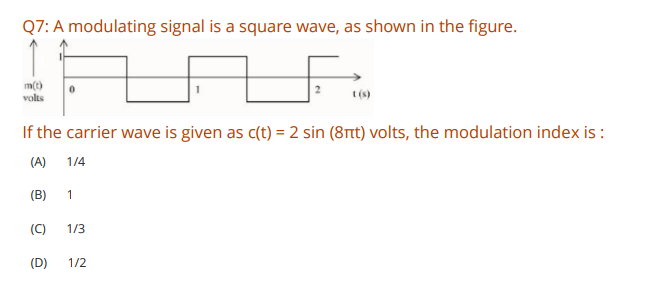 Q7: A modulating signal is a square wave, as shown in the figure.
1
m(t)
volts
0
1
2
t (s)
If the carrier wave is given as c(t) = 2 sin (8πt) volts, the modulation index is :
(A) 1/4
(B) 1
(C) 1/3
(D) 1/2